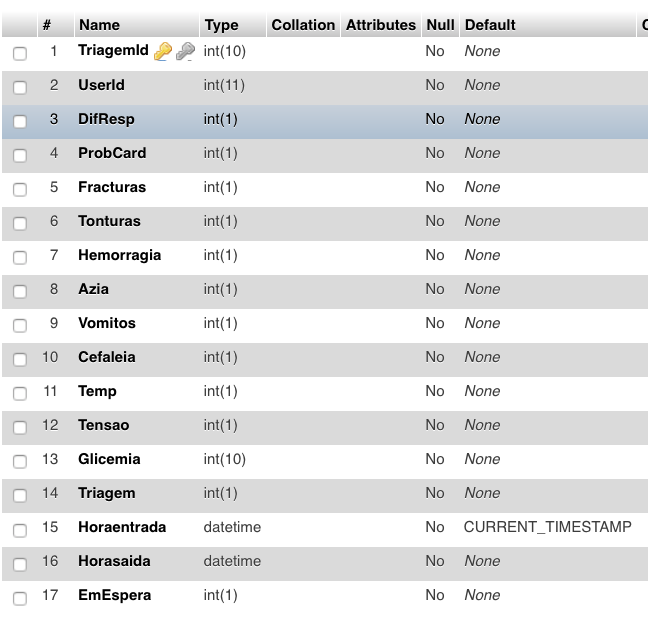 # Name Type Collation Attributes Null Default
1 TriagemId int(10) No None
2 UserId int(11) No None
3 DifResp int(1) No None
4 ProbCard int(1) No None
5 Fracturas int(1) No None
6 Tonturas int(1) No None
7 Hemorragia int(1) No None
8 Azia int(1) No None
9 Vomitos int(1) No None
10 Cefaleia int(1) No None
11 Temp int(1) No None
12 Tensao int(1) No None
13 Glicemia int(10) No None
14 Triagem int(1) No None
15 Horaentrada datetime No CURRENT_TIMESTAMP
16 Horasaida datetime No None
17 EmEspera int(1) No None